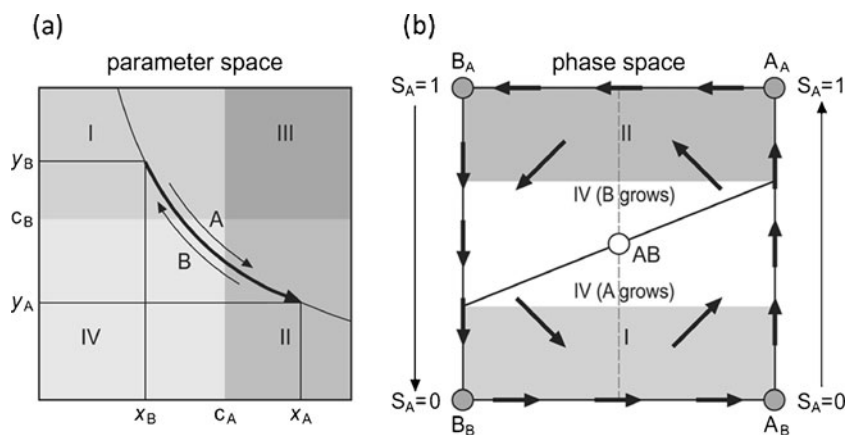 (a)
parameter space
I
III
y_B
c_B
A
B
y_A
IV
II
x_B
c_A
x_A
(b)
B_A
phase space
A_A
S_A=1
S_A=1
II
IV (B grows)
AB
IV (A grows)
I
S_A=0
S_A=0
B_B
A_B